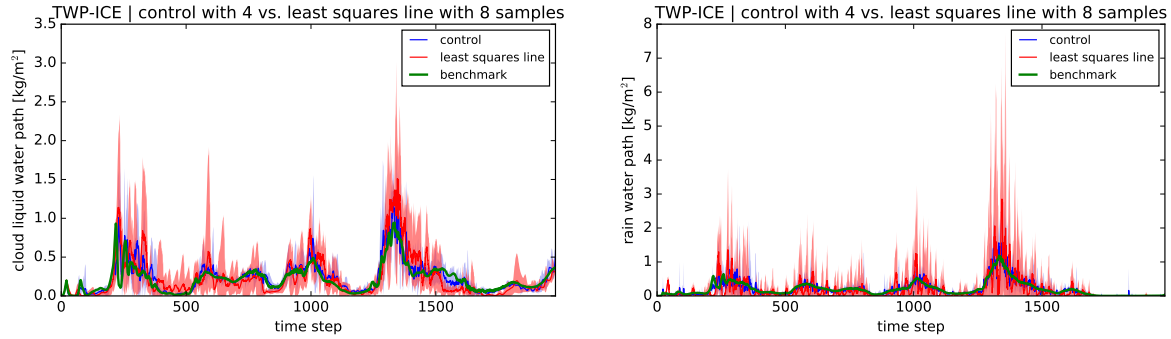 TWP-ICE | control with 4 vs. least squares line with 8 samples
cloud liquid water path [kg/m²]
3.5
3.0
2.5
2.0
1.5
1.0
0.5
0.0
0
500
1000
1500
time step
control
least squares line
benchmark
TWP-ICE | control with 4 vs. least squares line with 8 samples
rain water path [kg/m²]
8
7
6
5
4
3
2
1
0
0
500
1000
1500
time step
control
least squares line
benchmark